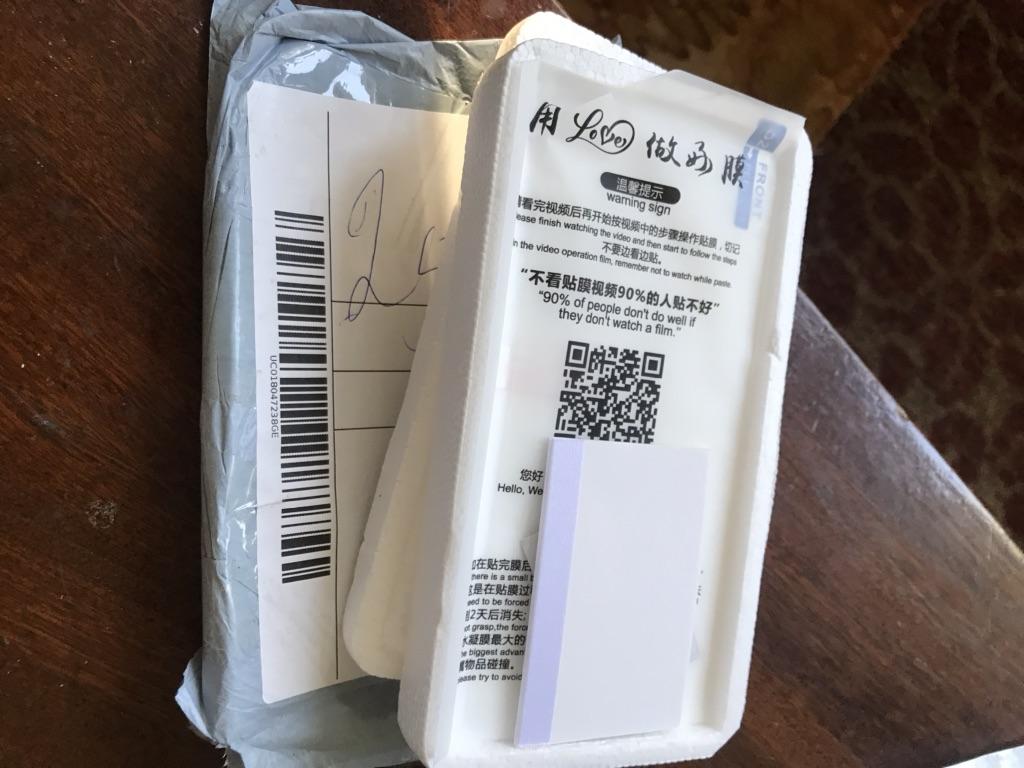 用 Love 做好膜
FRONT
温馨提示
warning sign
看完视频后再开始按视频中的步骤操作贴膜，切记
ease finish watching the video and then start to follow the steps
不要边看边贴。
n the video operation film, remember not to watch while paste.
“不看贴膜视频90%的人贴不好”
“90% of people don't do well if
they don't watch a film.”
您好
Hello, We
在贴完膜后
there is a small b
这是在贴膜过
eed to be forced
2天后消失;
ot grasp,the forc
水凝膜最大的
e biggest advan
物品碰撞。
ease try to avoid
UC018047238GE
25